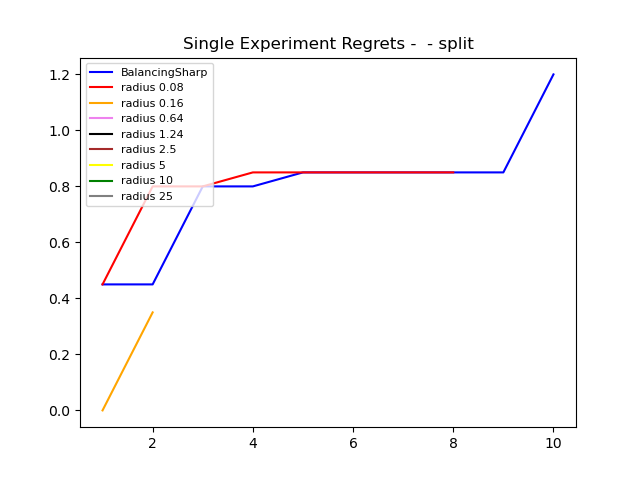 Single Experiment Regrets -  - split
1.2
1.0
0.8
0.6
0.4
0.2
0.0
BalancingSharp
radius 0.08
radius 0.16
radius 0.64
radius 1.24
radius 2.5
radius 5
radius 10
radius 25
2 4 6 8 10